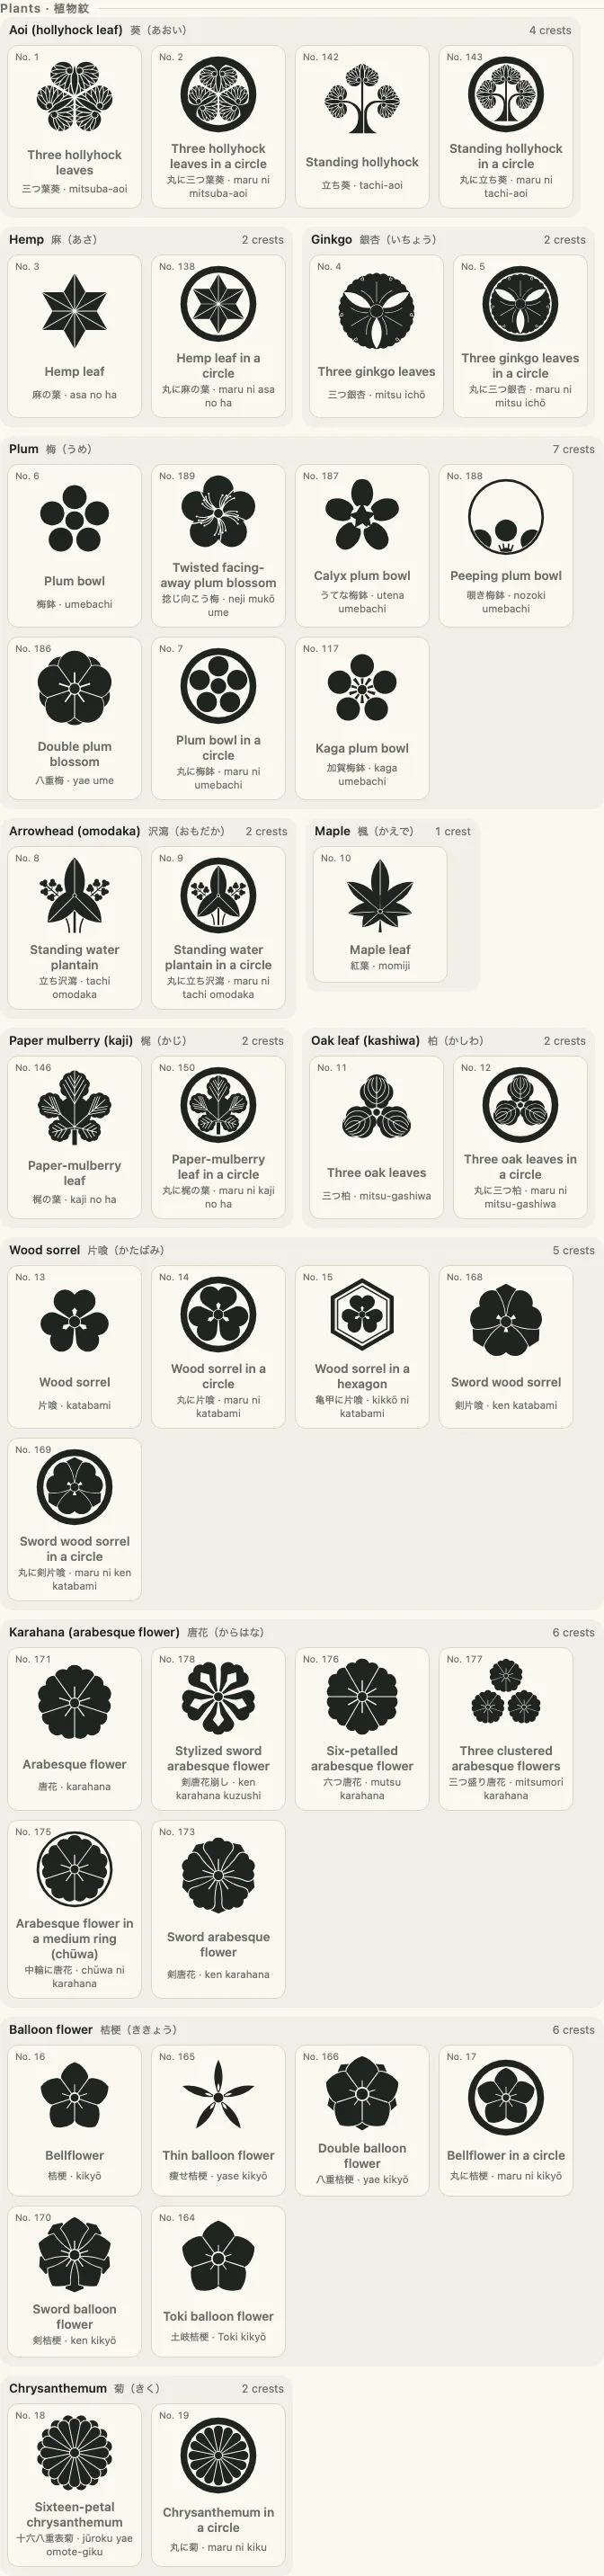 Plants · 植物紋
Aoi (hollyhock leaf) 葵（あおい） 4 crests
No. 1
Three hollyhock
leaves
三つ葉葵 · mitsuba-aoi
No. 2
Three hollyhock
leaves in a circle
丸に三つ葉葵 · maru ni
mitsuba-aoi
No. 142
Standing hollyhock
立ち葵 · tachi-aoi
No. 143
Standing hollyhock
in a circle
丸に立ち葵 · maru ni
tachi-aoi
Hemp 麻（あさ） 2 crests
No. 3
Hemp leaf
麻の葉 · asa no ha
No. 138
Hemp leaf in a
circle
丸に麻の葉 · maru ni asa
no ha
Ginkgo 銀杏（いちょう） 2 crests
No. 4
Three ginkgo leaves
三つ銀杏 · mitsu ichō
No. 5
Three ginkgo leaves
in a circle
丸に三つ銀杏 · maru ni
mitsu ichō
Plum 梅（うめ） 7 crests
No. 6
Plum bowl
梅鉢 · umebachi
No. 189
Twisted facing-
away plum blossom
捻じ向こう梅 · neji mukō
ume
No. 187
Calyx plum bowl
うてな梅鉢 · utena
umebachi
No. 188
Peeping plum bowl
覗き梅鉢 · nozoki
umebachi
No. 186
Double plum
blossom
八重梅 · yae ume
No. 7
Plum bowl in a
circle
丸に梅鉢 · maru ni
umebachi
No. 117
Kaga plum bowl
加賀梅鉢 · kaga
umebachi
Arrowhead (omodaka) 沢瀉（おもだか） 2 crests
No. 8
Standing water
plantain
立ち沢瀉 · tachi
omodaka
No. 9
Standing water
plantain in a circle
丸に立ち沢瀉 · maru ni
tachi omodaka
Maple 楓（かえで） 1 crest
No. 10
Maple leaf
紅葉 · momiji
Paper mulberry (kaji) 梶（かじ） 2 crests
No. 146
Paper-mulberry
leaf
梶の葉 · kaji no ha
No. 150
Paper-mulberry
leaf in a circle
丸に梶の葉 · maru ni kaji
no ha
Oak leaf (kashiwa) 柏（かしわ） 2 crests
No. 11
Three oak leaves
三つ柏 · mitsu-gashiwa
No. 12
Three oak leaves in
a circle
丸に三つ柏 · maru ni
mitsu-gashiwa
Wood sorrel 片喰（かたばみ） 5 crests
No. 13
Wood sorrel
片喰 · katabami
No. 14
Wood sorrel in a
circle
丸に片喰 · maru ni
katabami
No. 15
Wood sorrel in a
hexagon
亀甲に片喰 · kikkō ni
katabami
No. 168
Sword wood sorrel
剣片喰 · ken katabami
No. 169
Sword wood sorrel
in a circle
丸に剣片喰 · maru ni ken
katabami
Karahana (arabesque flower) 唐花（からはな） 6 crests
No. 171
Arabesque flower
唐花 · karahana
No. 178
Stylized sword
arabesque flower
剣唐花崩し · ken
karahana kuzushi
No. 176
Six-petalled
arabesque flower
六つ唐花 · mutsu
karahana
No. 177
Three clustered
arabesque flowers
三つ盛り唐花 · mitsumori
karahana
No. 175
Arabesque flower in
a medium ring
(chūwa)
中輪に唐花 · chūwa ni
karahana
No. 173
Sword arabesque
flower
剣唐花 · ken karahana
Balloon flower 桔梗（ききょう） 6 crests
No. 16
Bellflower
桔梗 · kikyō
No. 165
Thin balloon flower
痩せ桔梗 · yase kikyō
No. 166
Double balloon
flower
八重桔梗 · yae kikyō
No. 17
Bellflower in a circle
丸に桔梗 · maru ni kikyō
No. 170
Sword balloon
flower
剣桔梗 · ken kikyō
No. 164
Toki balloon flower
土岐桔梗 · Toki kikyō
Chrysanthemum 菊（きく） 2 crests
No. 18
Sixteen-petal
chrysanthemum
十六八重表菊 · jūroku yae
omote-giku
No. 19
Chrysanthemum in
a circle
丸に菊 · maru ni kiku